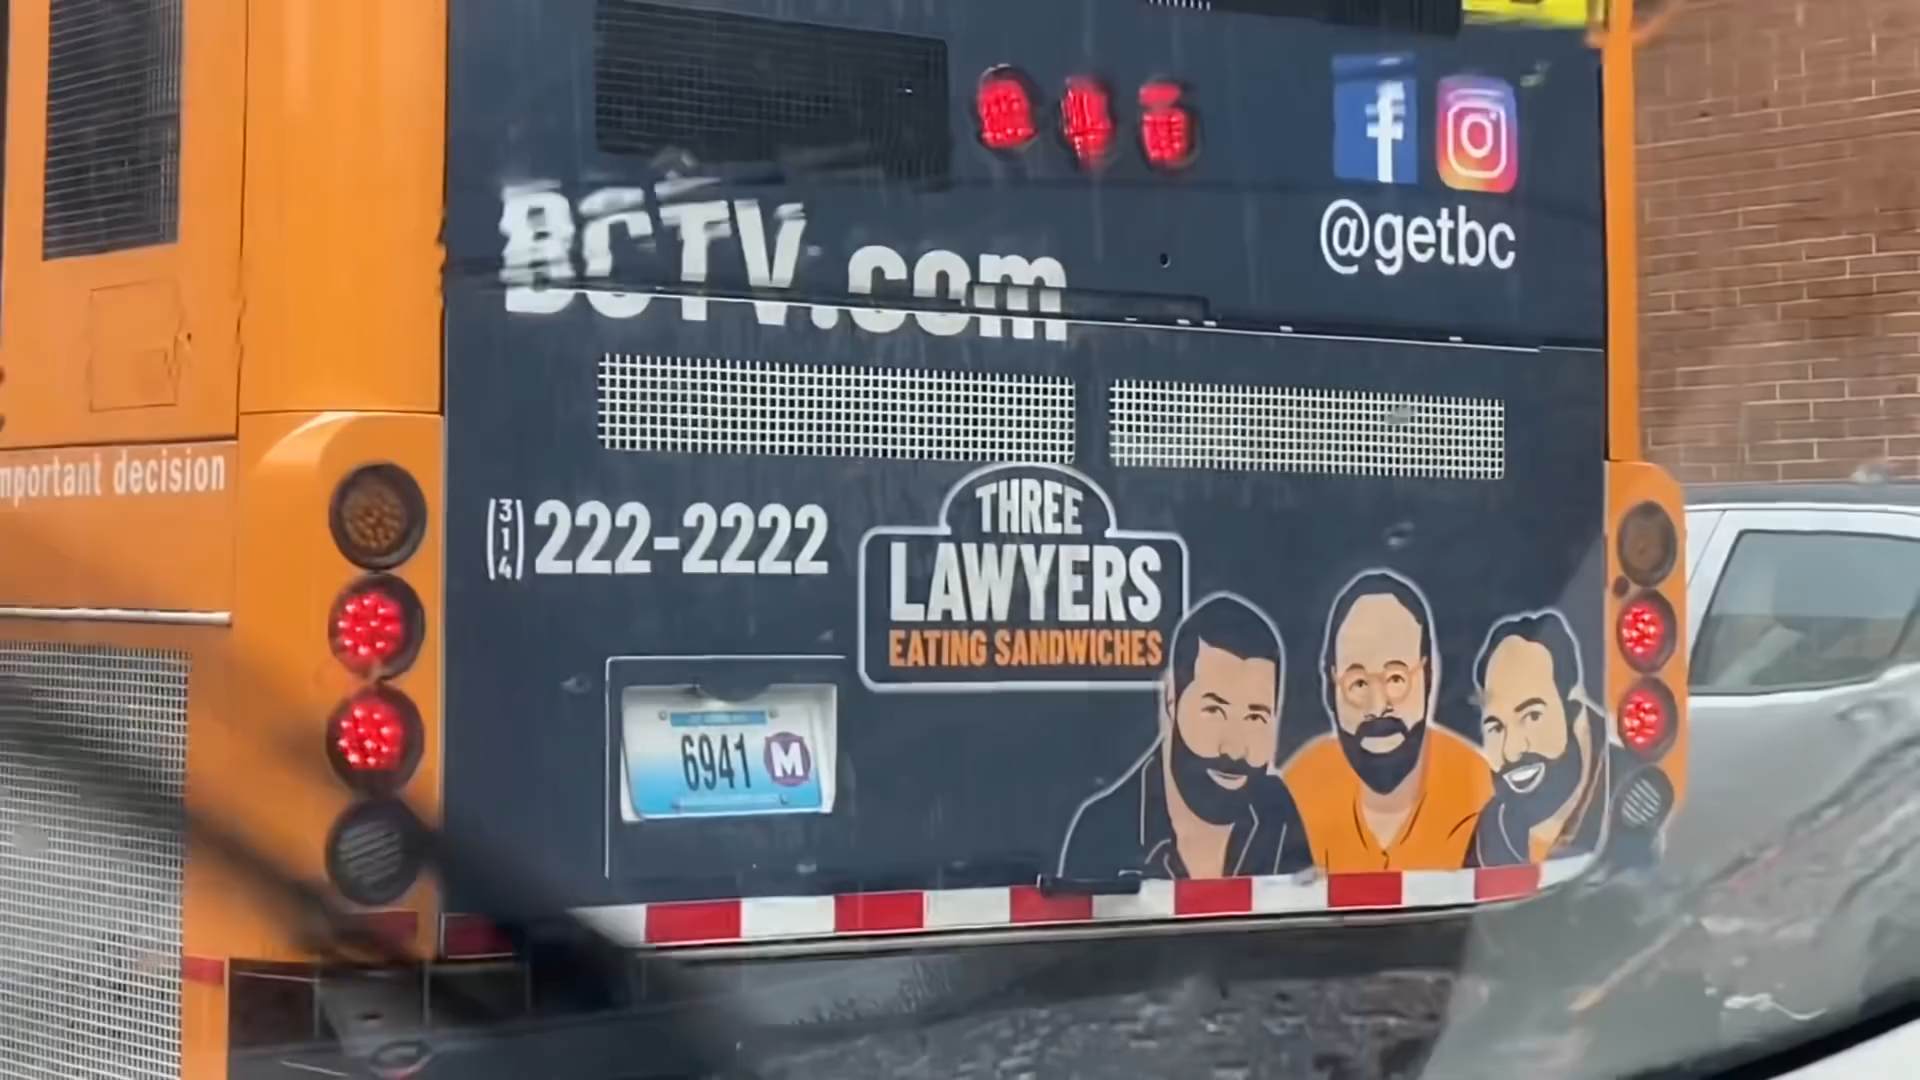 BCTV.com
@getbc
mportant decision
(314) 222-2222
THREE
LAWYERS
EATING SANDWICHES
6941 M